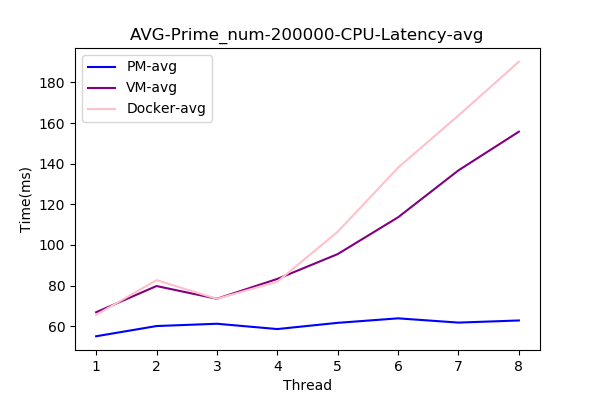 AVG-Prime_num-200000-CPU-Latency-avg
PM-avg
VM-avg
Docker-avg
180
160
140
120
100
80
60
Time(ms)
1 2 3 4 5 6 7 8
Thread